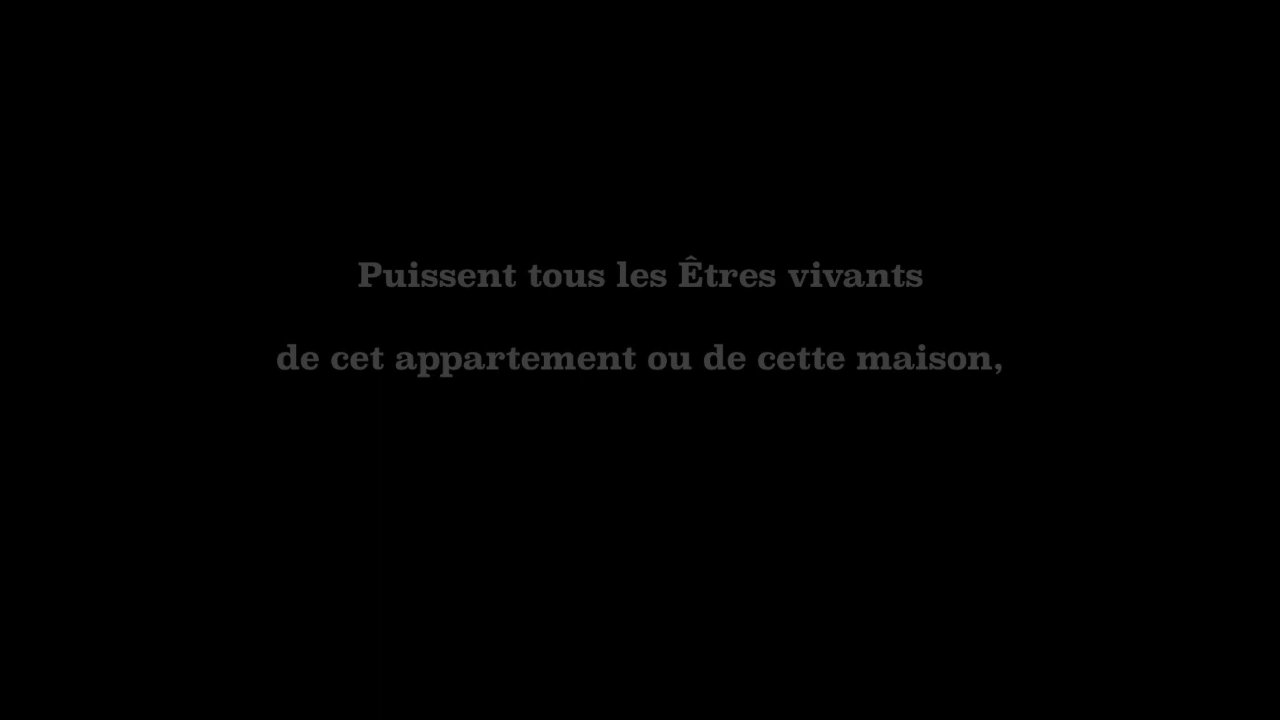 Puissent tous les Êtres vivants
de cet appartement ou de cette maison,